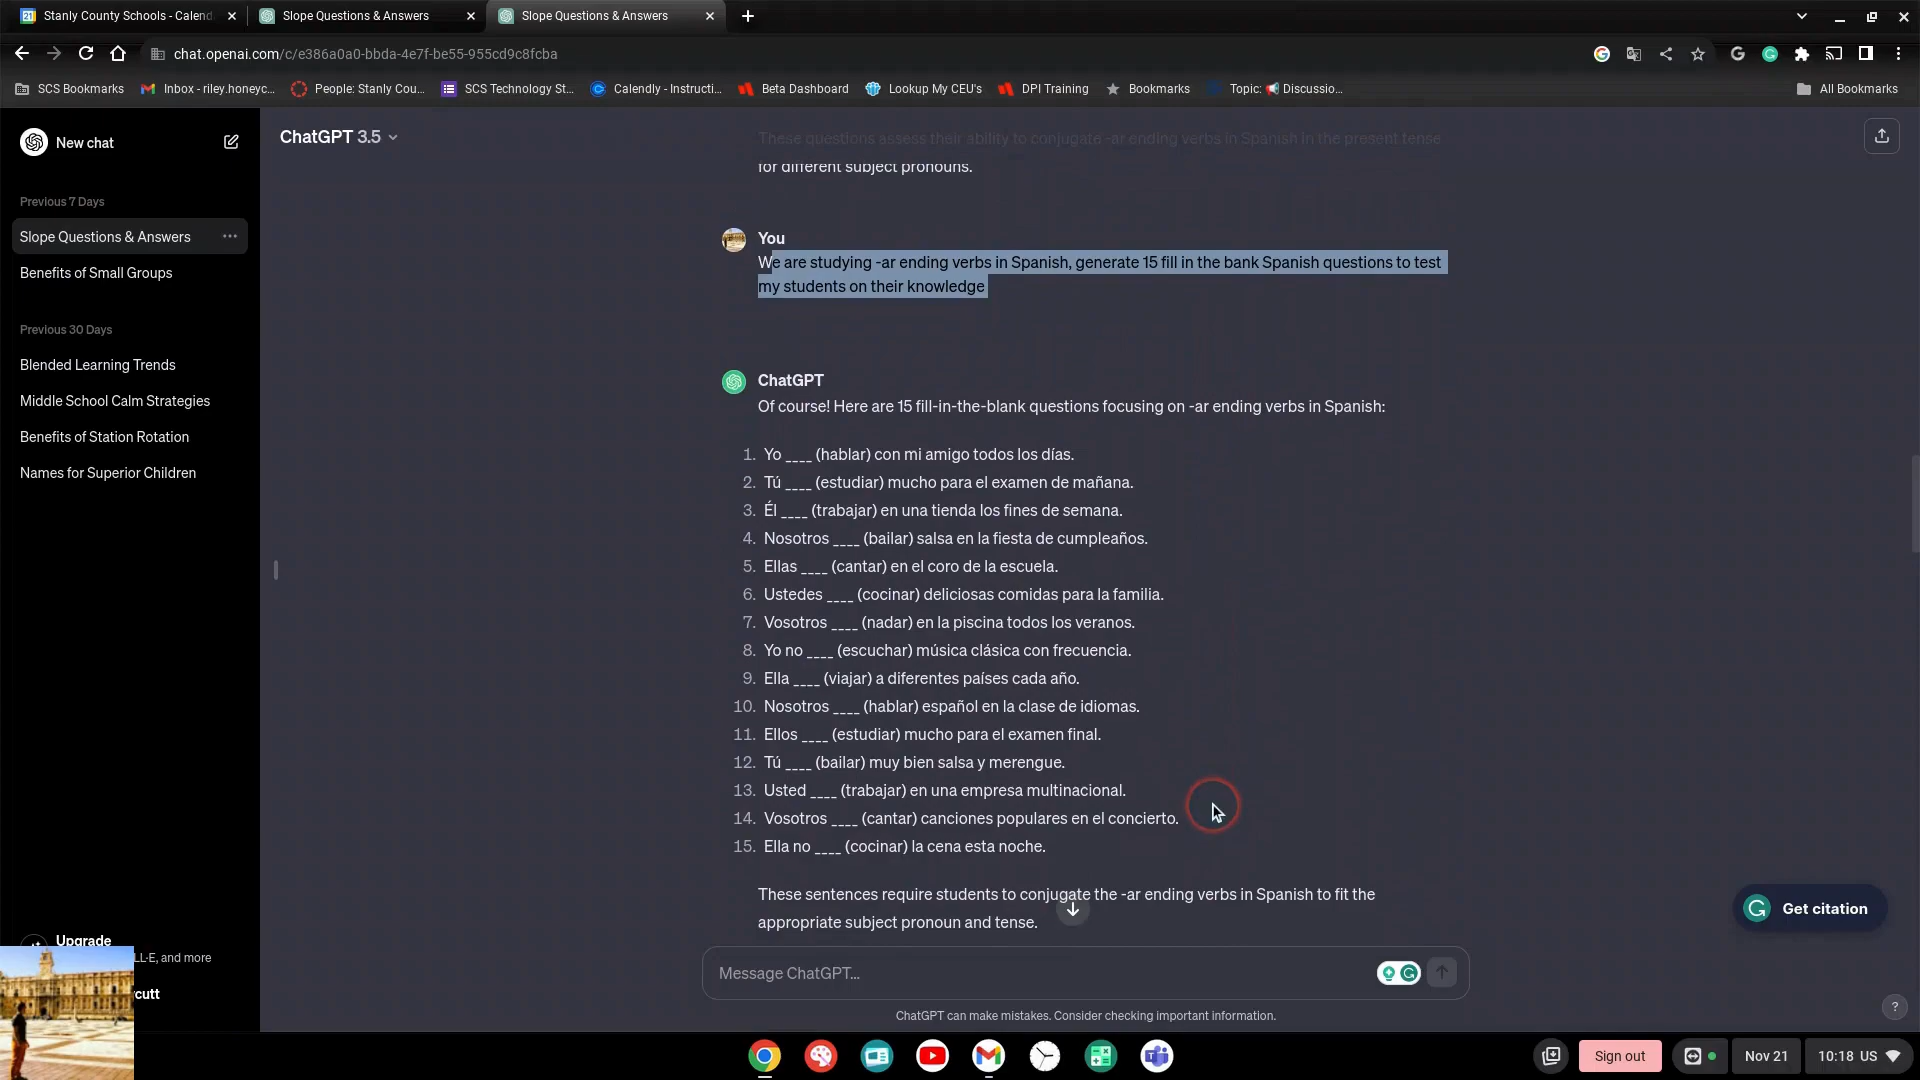 Stanly County Schools - Calend
Slope Questions & Answers
Slope Questions & Answers
chat.openai.com/c/e386a0a0-bbda-4e7f-be55-955cd9c8fcba
SCS Bookmarks
Inbox - riley.honeyc...
People: Stanly Cou...
SCS Technology St...
Calendly - Instructi...
Beta Dashboard
Lookup My CEU's
DPI Training
Bookmarks
Topic: 📢 Discussio...
All Bookmarks
New chat
Previous 7 Days
Slope Questions & Answers
Benefits of Small Groups
Previous 30 Days
Blended Learning Trends
Middle School Calm Strategies
Benefits of Station Rotation
Names for Superior Children
Upgrade
LL·E, and more
cutt
ChatGPT 3.5
These questions assess their ability to conjugate -ar ending verbs in Spanish in the present tense
for different subject pronouns.
You
We are studying -ar ending verbs in Spanish, generate 15 fill in the bank Spanish questions to test
my students on their knowledge
ChatGPT
Of course! Here are 15 fill-in-the-blank questions focusing on -ar ending verbs in Spanish:
1. Yo ____ (hablar) con mi amigo todos los días.
2. Tú ____ (estudiar) mucho para el examen de mañana.
3. Él ____ (trabajar) en una tienda los fines de semana.
4. Nosotros ____ (bailar) salsa en la fiesta de cumpleaños.
5. Ellas ____ (cantar) en el coro de la escuela.
6. Ustedes ____ (cocinar) deliciosas comidas para la familia.
7. Vosotros ____ (nadar) en la piscina todos los veranos.
8. Yo no ____ (escuchar) música clásica con frecuencia.
9. Ella ____ (viajar) a diferentes países cada año.
10. Nosotros ____ (hablar) español en la clase de idiomas.
11. Ellos ____ (estudiar) mucho para el examen final.
12. Tú ____ (bailar) muy bien salsa y merengue.
13. Usted ____ (trabajar) en una empresa multinacional.
14. Vosotros ____ (cantar) canciones populares en el concierto.
15. Ella no ____ (cocinar) la cena esta noche.
These sentences require students to conjugate the -ar ending verbs in Spanish to fit the
appropriate subject pronoun and tense.
Get citation
Message ChatGPT...
ChatGPT can make mistakes. Consider checking important information.
?
Sign out
Nov 21
10:18 US